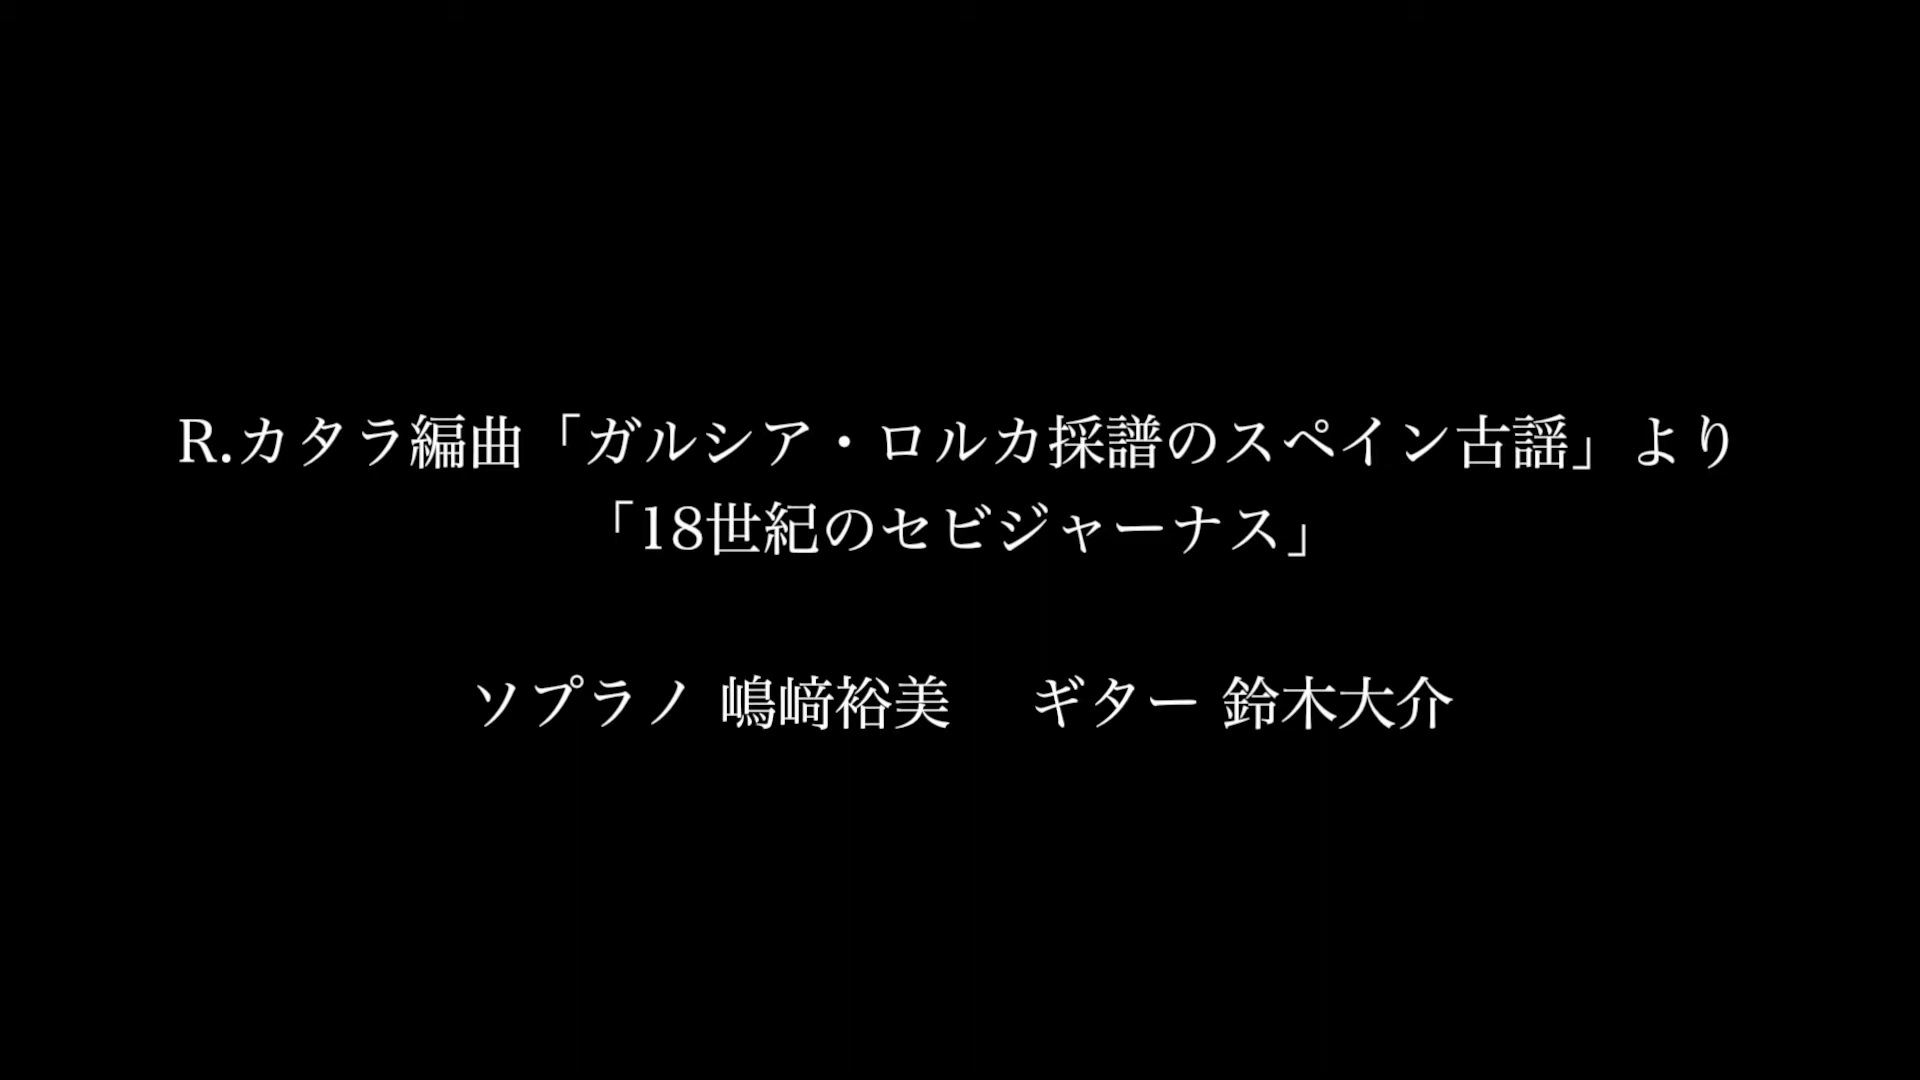 R.カタラ編曲「ガルシア・ロルカ採譜のスペイン古謡」より
「18世紀のセビジャーナス」
ソプラノ 嶋﨑裕美　ギター 鈴木大介